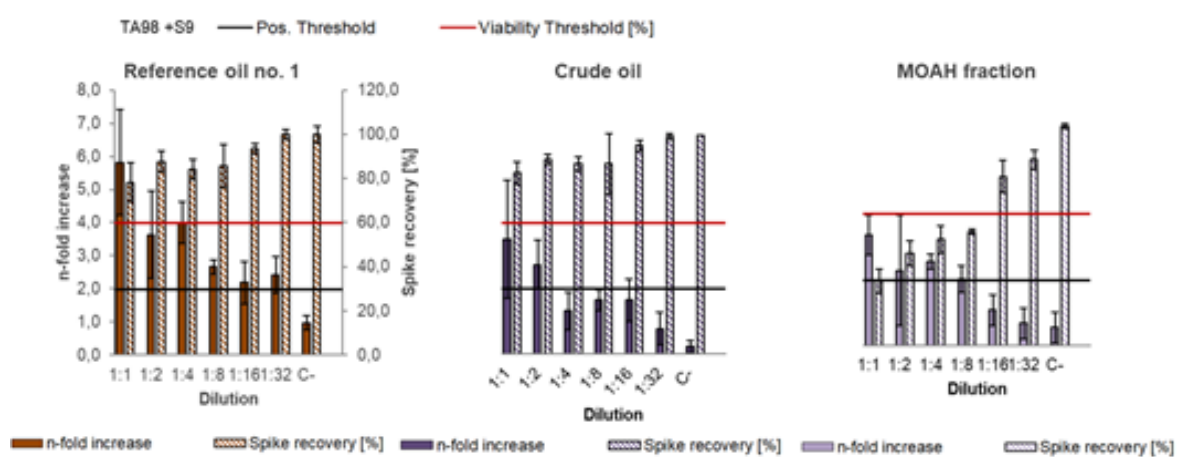 TA98 +S9 Pos. Threshold Viability Threshold [%]
Reference oil no. 1 Crude oil MOAH fraction
8,0
7,0
6,0
5,0
4,0
3,0
2,0
1,0
0,0
n-fold increase
120,0
100,0
80,0
60,0
40,0
20,0
0,0
Spike recovery [%]
1:1 1:2 1:4 1:8 1:16 1:32 C-
Dilution
1:1 1:2 1:4 1:8 1:16 1:32 C-
Dilution
1:1 1:2 1:4 1:8 1:16 1:32 C-
Dilution
n-fold increase Spike recovery [%] n-fold increase Spike recovery [%] n-fold increase Spike recovery [%]